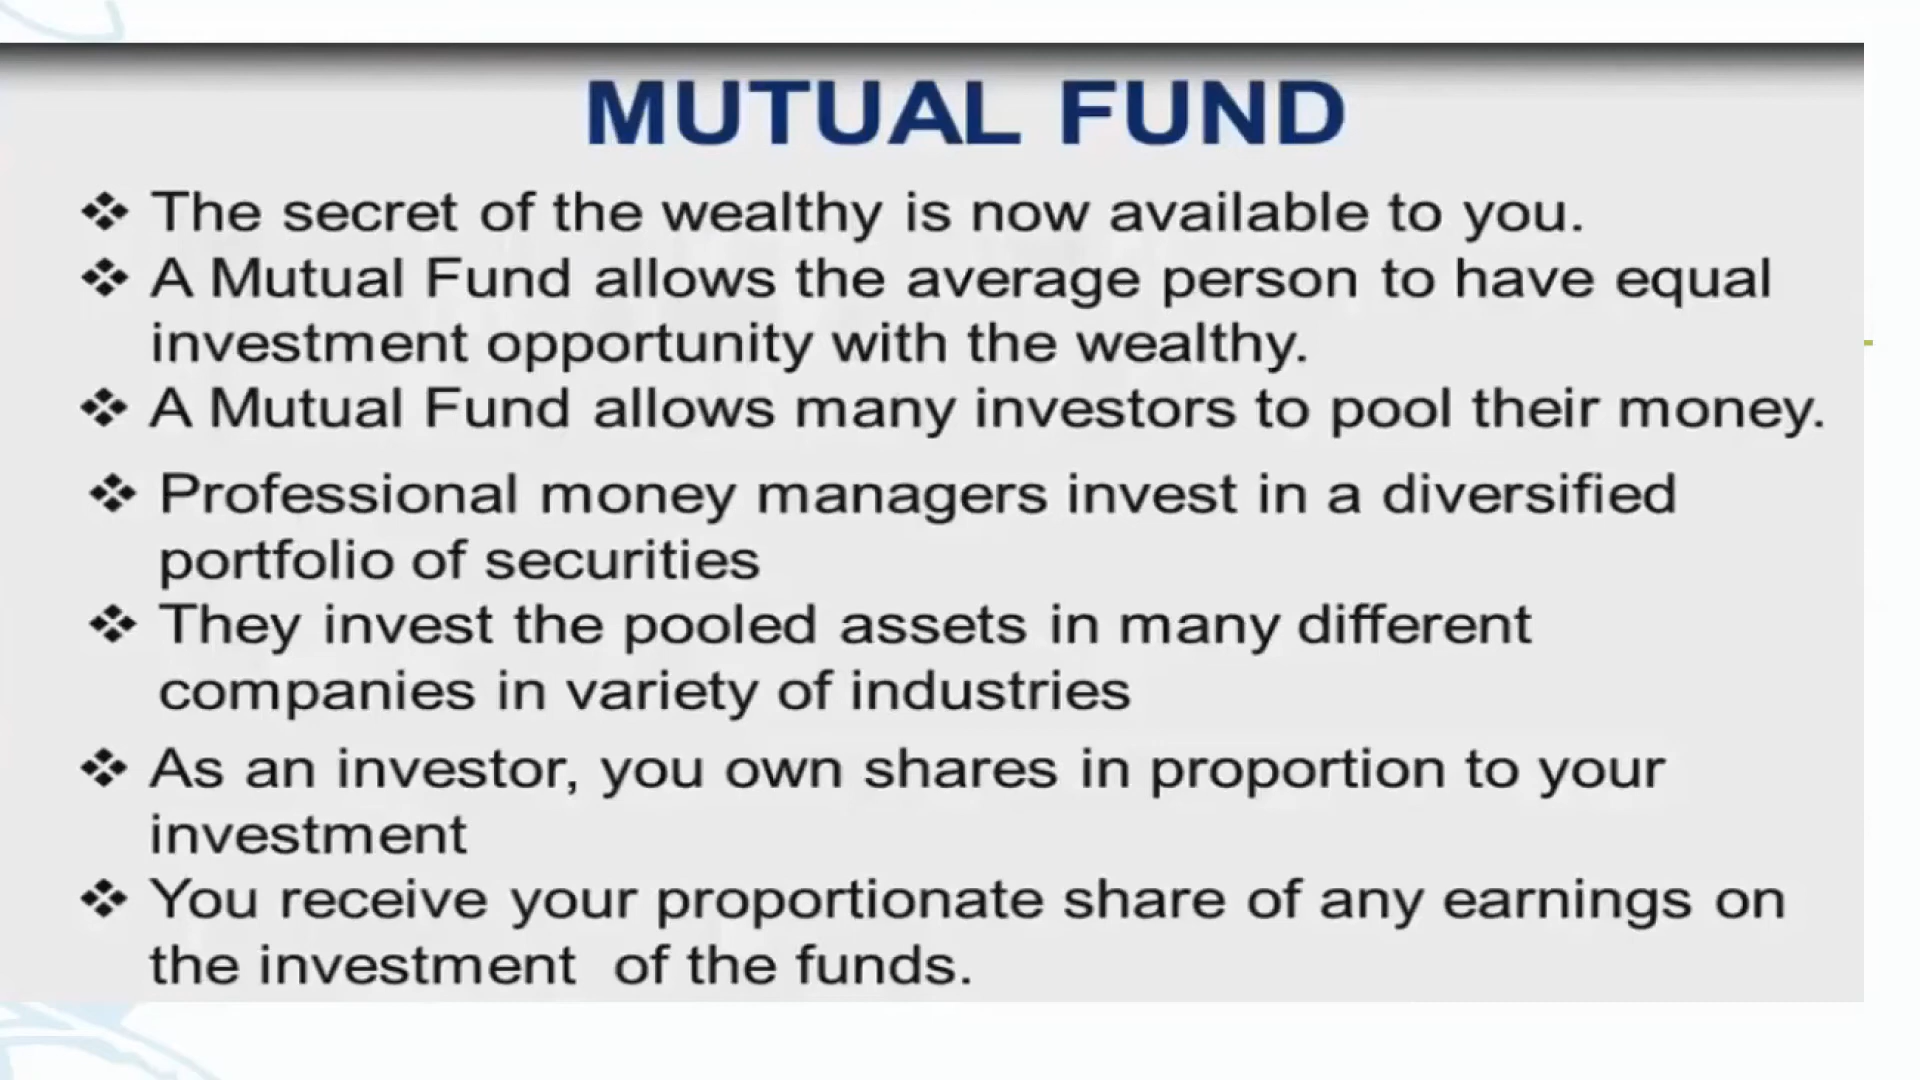 MUTUAL FUND
❖ The secret of the wealthy is now available to you.
❖ A Mutual Fund allows the average person to have equal
investment opportunity with the wealthy.
❖ A Mutual Fund allows many investors to pool their money.
❖ Professional money managers invest in a diversified
portfolio of securities
❖ They invest the pooled assets in many different
companies in variety of industries
❖ As an investor, you own shares in proportion to your
investment
❖ You receive your proportionate share of any earnings on
the investment of the funds.